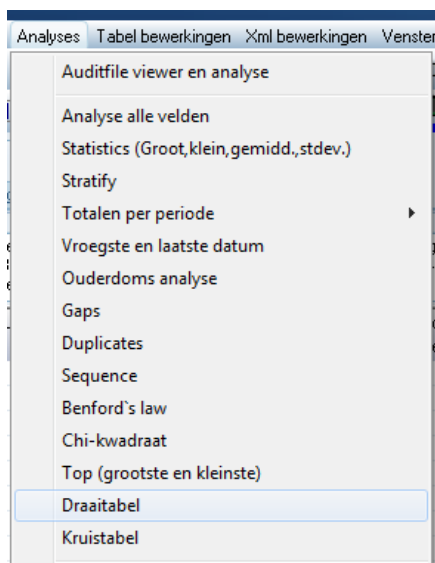 Analyses Tabel bewerkingen Xml bewerkingen Venster
Auditfile viewer en analyse
Analyse alle velden
Statistics (Groot,klein,gemidd.,stdev.)
Stratify
Totalen per periode
Vroegste en laatste datum
Ouderdoms analyse
Gaps
Duplicates
Sequence
Benford`s law
Chi-kwadraat
Top (grootste en kleinste)
Draaitabel
Kruistabel